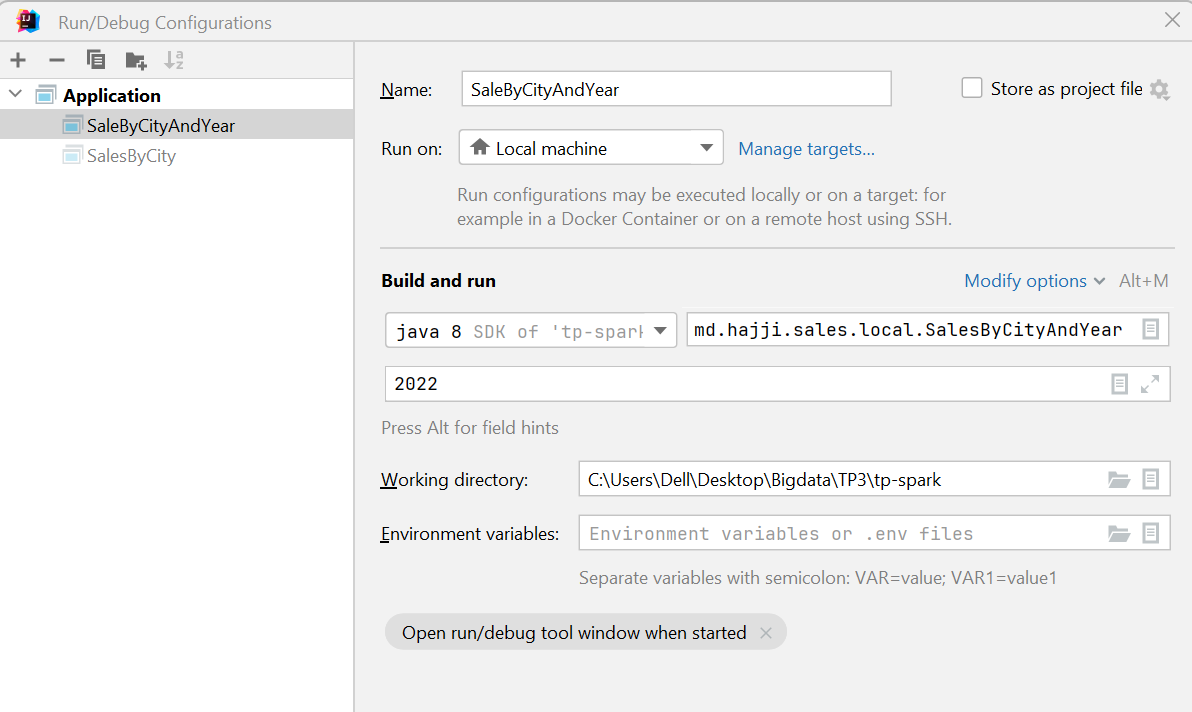 Run/Debug Configurations
Application
SaleByCityAndYear
SalesByCity
Name: SaleByCityAndYear Store as project file
Run on: Local machine Manage targets...
Run configurations may be executed locally or on a target: for
example in a Docker Container or on a remote host using SSH.
Build and run Modify options Alt+M
java 8 SDK of 'tp-spark md.hajji.sales.local.SalesByCityAndYear
2022
Press Alt for field hints
Working directory: C:\Users\Dell\Desktop\Bigdata\TP3\tp-spark
Environment variables: Environment variables or .env files
Separate variables with semicolon: VAR=value; VAR1=value1
Open run/debug tool window when started